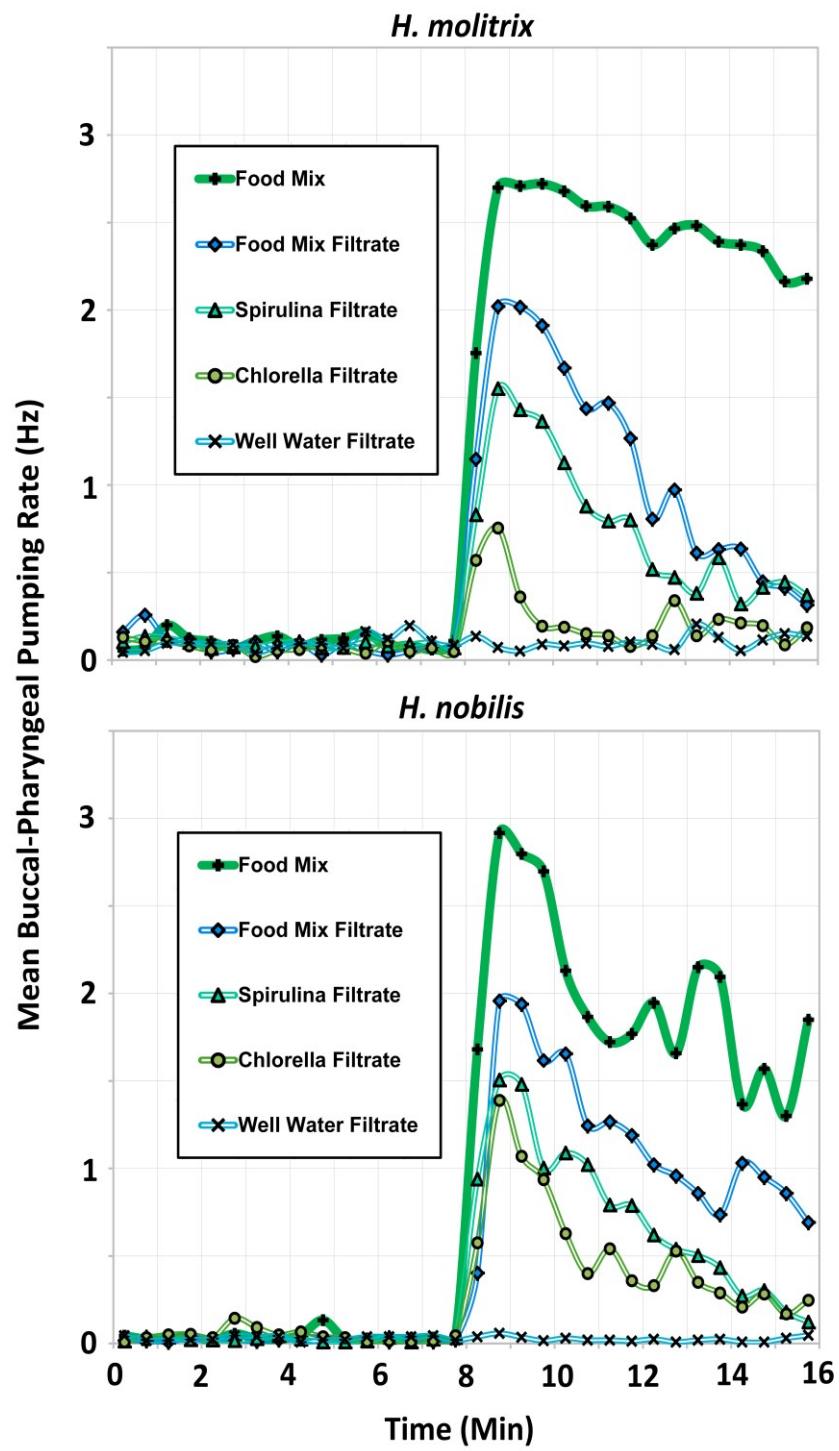 H. molitrix
3
Food Mix
Food Mix Filtrate
2
Spirulina Filtrate
Chlorella Filtrate
Well Water Filtrate
1
0
Mean Buccal-Pharyngeal Pumping Rate (Hz)
H. nobilis
3
Food Mix
Food Mix Filtrate
2
Spirulina Filtrate
Chlorella Filtrate
Well Water Filtrate
1
0
0 2 4 6 8 10 12 14 16
Time (Min)